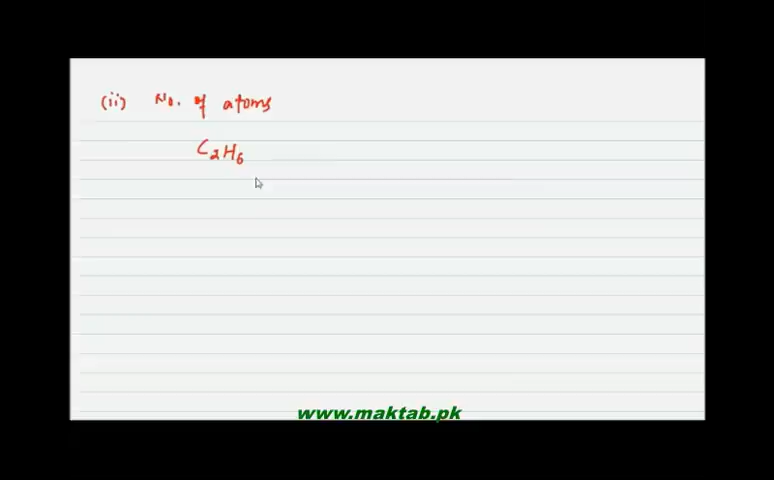 (ii) No. of atoms
C₂H₆
www.maktab.pk